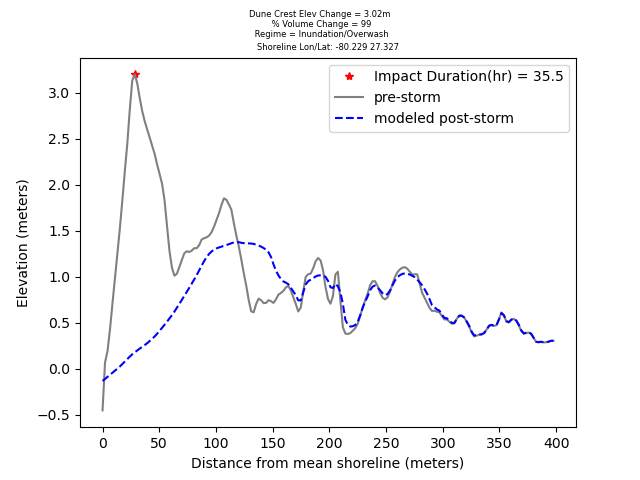 Dune Crest Elev Change = 3.02m
% Volume Change = 99
Regime = Inundation/Overwash
Shoreline Lon/Lat: -80.229 27.327
Impact Duration(hr) = 35.5
pre-storm
modeled post-storm
Elevation (meters)
3.0
2.5
2.0
1.5
1.0
0.5
0.0
−0.5
0 50 100 150 200 250 300 350 400
Distance from mean shoreline (meters)